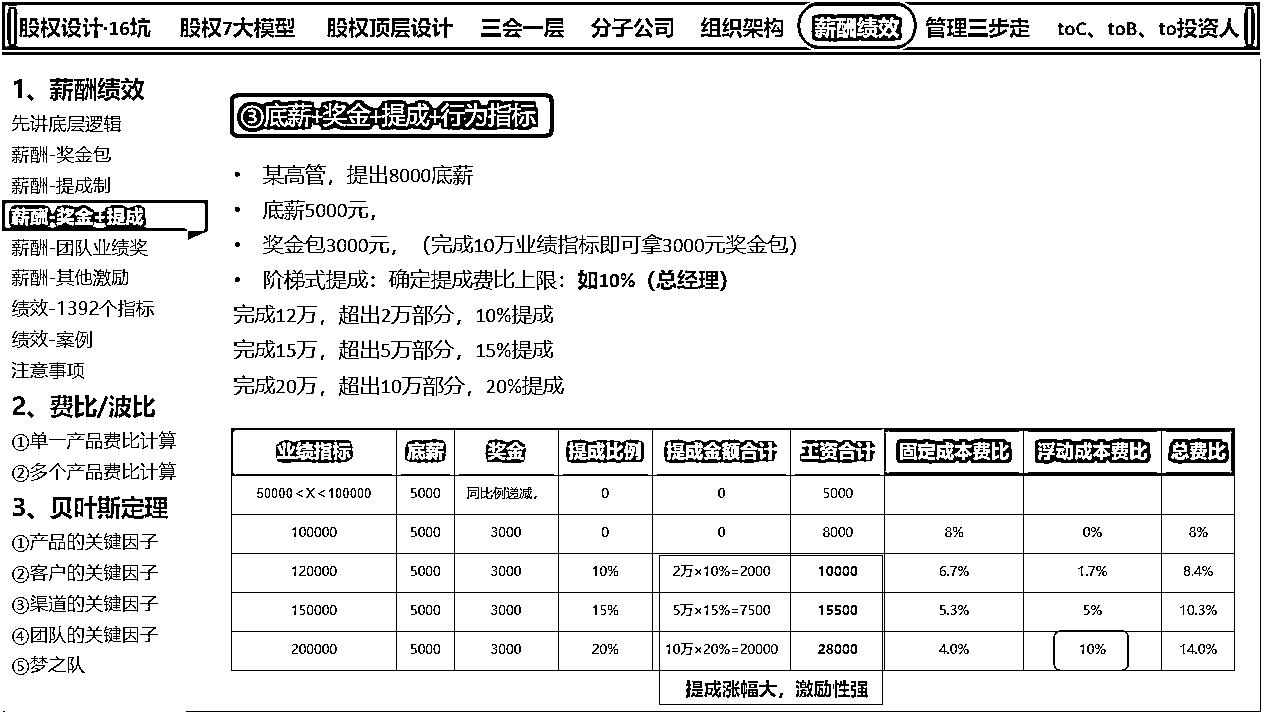 股权设计·16坑 股权7大模型 股权顶层设计 三会一层 分子公司 组织架构 薪酬绩效 管理三步走 toC、toB、to投资人
1、薪酬绩效
先讲底层逻辑
薪酬-奖金包
薪酬-提成制
薪酬-奖金+提成
薪酬-团队业绩奖
薪酬-其他激励
绩效-1392个指标
绩效-案例
注意事项
2、费比/波比
①单一产品费比计算
②多个产品费比计算
3、贝叶斯定理
①产品的关键因子
②客户的关键因子
③渠道的关键因子
④团队的关键因子
⑤梦之队
③底薪+奖金+提成+行为指标
• 某高管，提出8000底薪
• 底薪5000元，
• 奖金包3000元，（完成10万业绩指标即可拿3000元奖金包）
• 阶梯式提成：确定提成费比上限：如10%（总经理）
完成12万，超出2万部分，10%提成
完成15万，超出5万部分，15%提成
完成20万，超出10万部分，20%提成
业绩指标 底薪 奖金 提成比例 提成金额合计 工资合计 固定成本费比 浮动成本费比 总费比
50000＜X＜100000 5000 同比例递减, 0 0 5000
100000 5000 3000 0 0 8000 8% 0% 8%
120000 5000 3000 10% 2万×10%=2000 10000 6.7% 1.7% 8.4%
150000 5000 3000 15% 5万×15%=7500 15500 5.3% 5% 10.3%
200000 5000 3000 20% 10万×20%=20000 28000 4.0% 10% 14.0%
提成涨幅大，激励性强